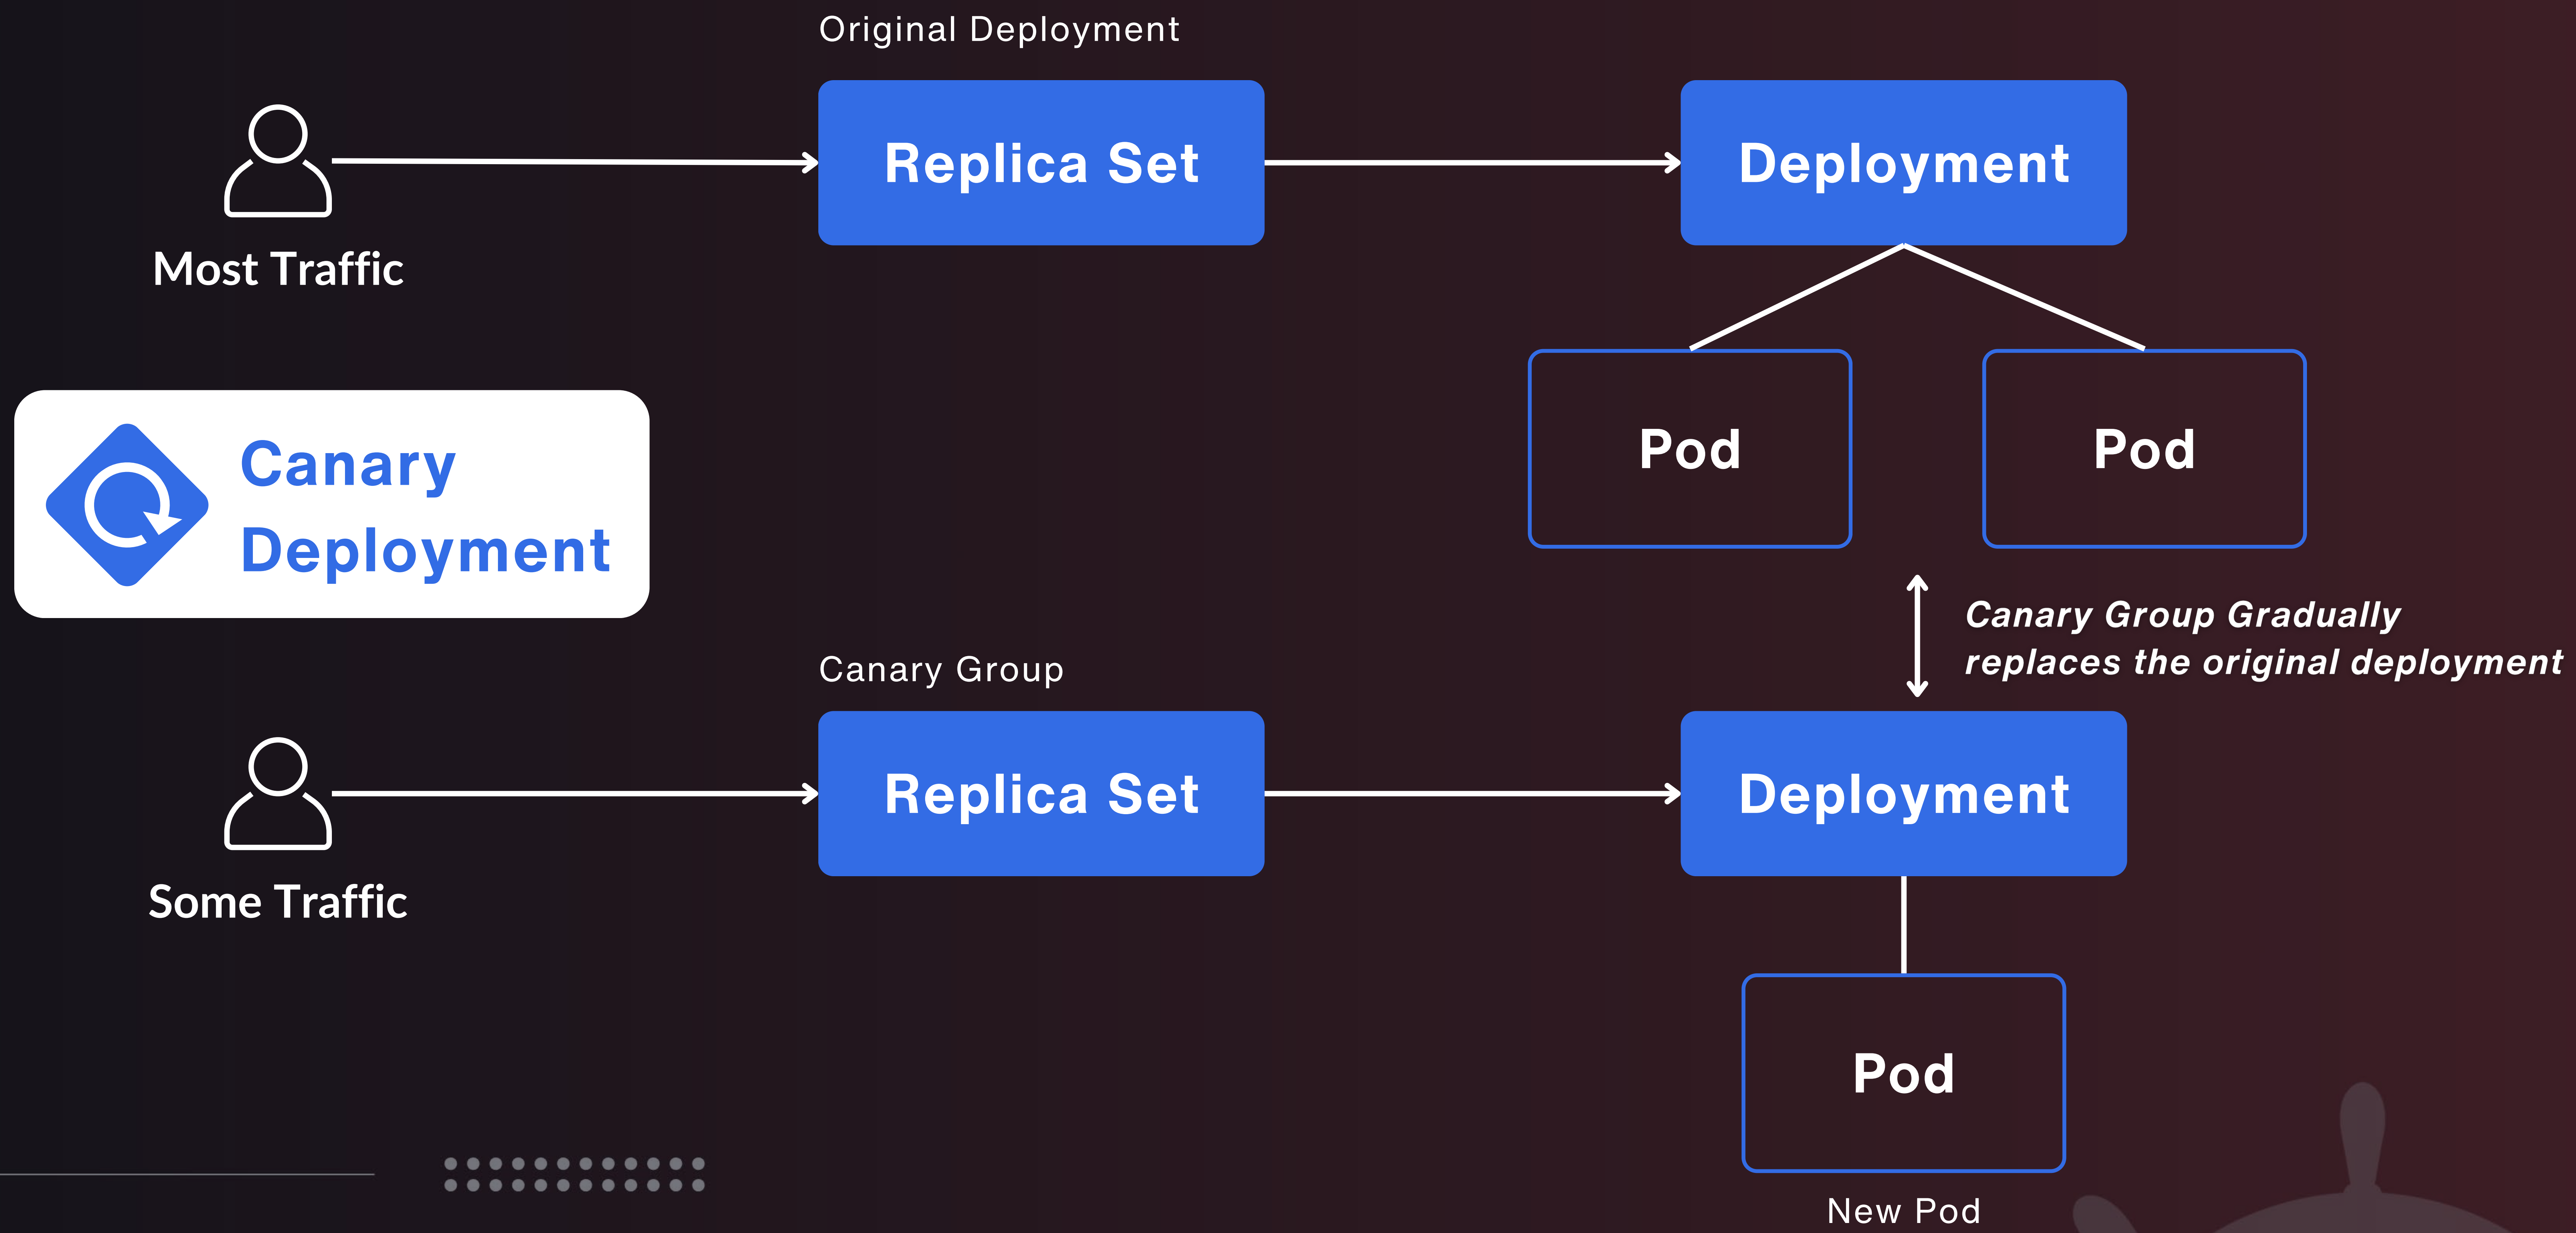 Original Deployment
Replica Set
Deployment
Most Traffic
Pod
Pod
Canary
Deployment
Canary Group Gradually
replaces the original deployment
Canary Group
Replica Set
Deployment
Some Traffic
Pod
New Pod